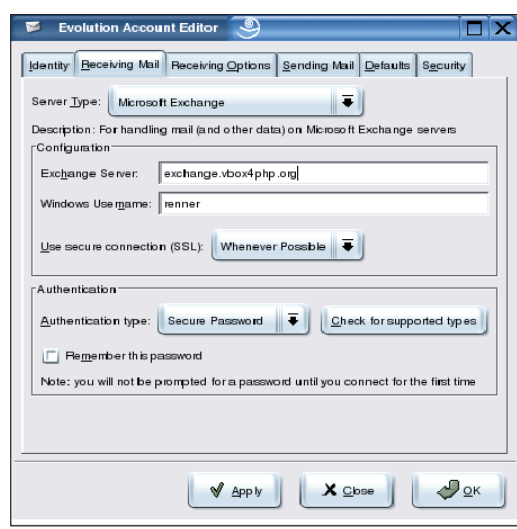 Evolution Account Editor
Identity Receiving Mail Receiving Options Sending Mail Defaults Security
Server Type: Microsoft Exchange
Description: For handling mail (and other data) on Microsoft Exchange servers
Configuration
Exchange Server: exchange.vbox4php.org
Windows Username: renner
Use secure connection (SSL): Whenever Possible
Authentication
Authentication type: Secure Password Check for supported types
Remember this password
Note: you will not be prompted for a password until you connect for the first time
Apply Close OK